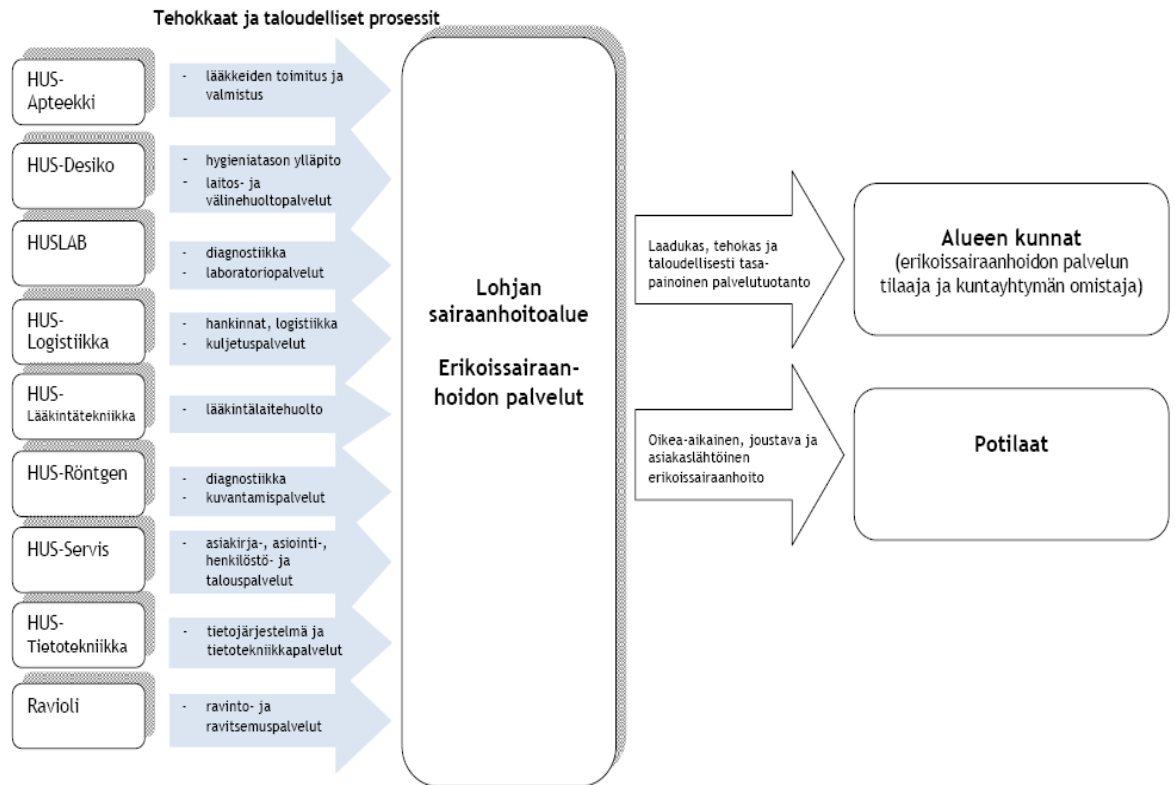 Tehokkaat ja taloudelliset prosessit
HUS-
Apteekki
- lääkkeiden toimitus ja
valmistus
HUS-Desiko
- hygieniatason ylläpito
- laitos- ja
välinehuoltopalvelut
HUSLAB
- diagnostiikka
- laboratoriopalvelut
HUS-
Logistiikka
- hankinnat, logistiikka
- kuljetuspalvelut
HUS-
Lääkintätekniikka
- lääkintälaitehuolto
HUS-Röntgen
- diagnostiikka
- kuvantamispalvelut
HUS-Servis
- asiakirja-, asiointi-,
henkilöstö- ja
talouspalvelut
HUS-
Tietotekniikka
- tietojärjestelmä ja
tietotekniikkapalvelut
Ravioli
- ravinto- ja
ravitsemuspalvelut
Lohjan
sairaanhoitoalue
Erikoissairaan-
hoidon palvelut
Laadukas, tehokas ja
taloudellisesti tasa-
painoinen palvelutuotanto
Alueen kunnat
(erikoissairaanhoidon palvelun
tilaaja ja kuntayhtymän omistaja)
Oikea-aikainen, joustava ja
asiakaslähtöinen
erikoissairaanhoito
Potilaat